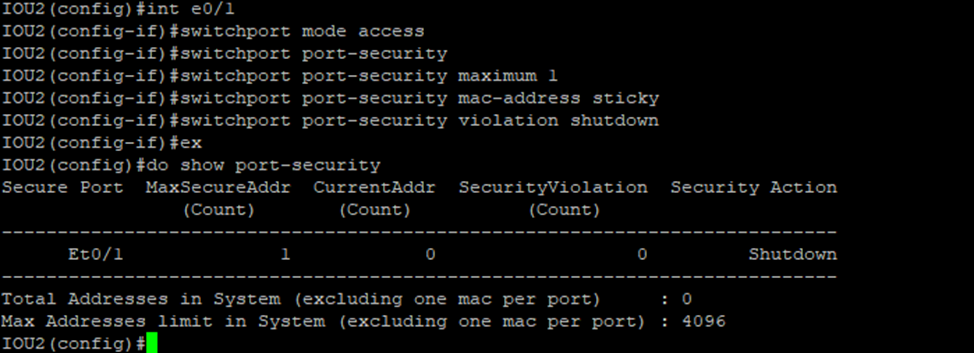 IOU2(config)#int e0/1
IOU2(config-if)#switchport mode access
IOU2(config-if)#switchport port-security
IOU2(config-if)#switchport port-security maximum 1
IOU2(config-if)#switchport port-security mac-address sticky
IOU2(config-if)#switchport port-security violation shutdown
IOU2(config-if)#ex
IOU2(config)#do show port-security
Secure Port  MaxSecureAddr  CurrentAddr  SecurityViolation  Security Action
                (Count)       (Count)          (Count)
---------------------------------------------------------------------------
      Et0/1              1            0                  0         Shutdown
---------------------------------------------------------------------------
Total Addresses in System (excluding one mac per port)     : 0
Max Addresses limit in System (excluding one mac per port) : 4096
IOU2(config)#